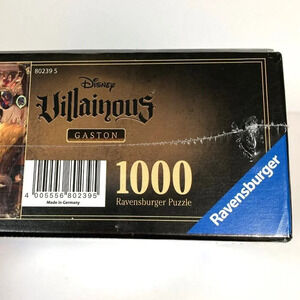 80239 5
Disney
Villainous
GASTON
4 005556 802395
Made in Germany
1000
Ravensburger Puzzle
Ravensburger